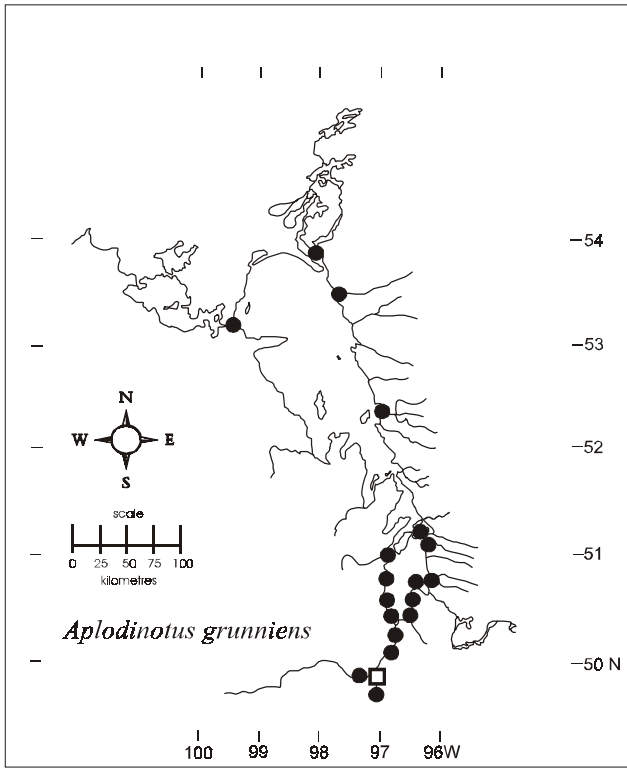 54
53
N
W E
52
S
scale
51
0 25 50 75 100
kilometres
Aplodinotus grunniens
50 N
100 99 98 97 96W